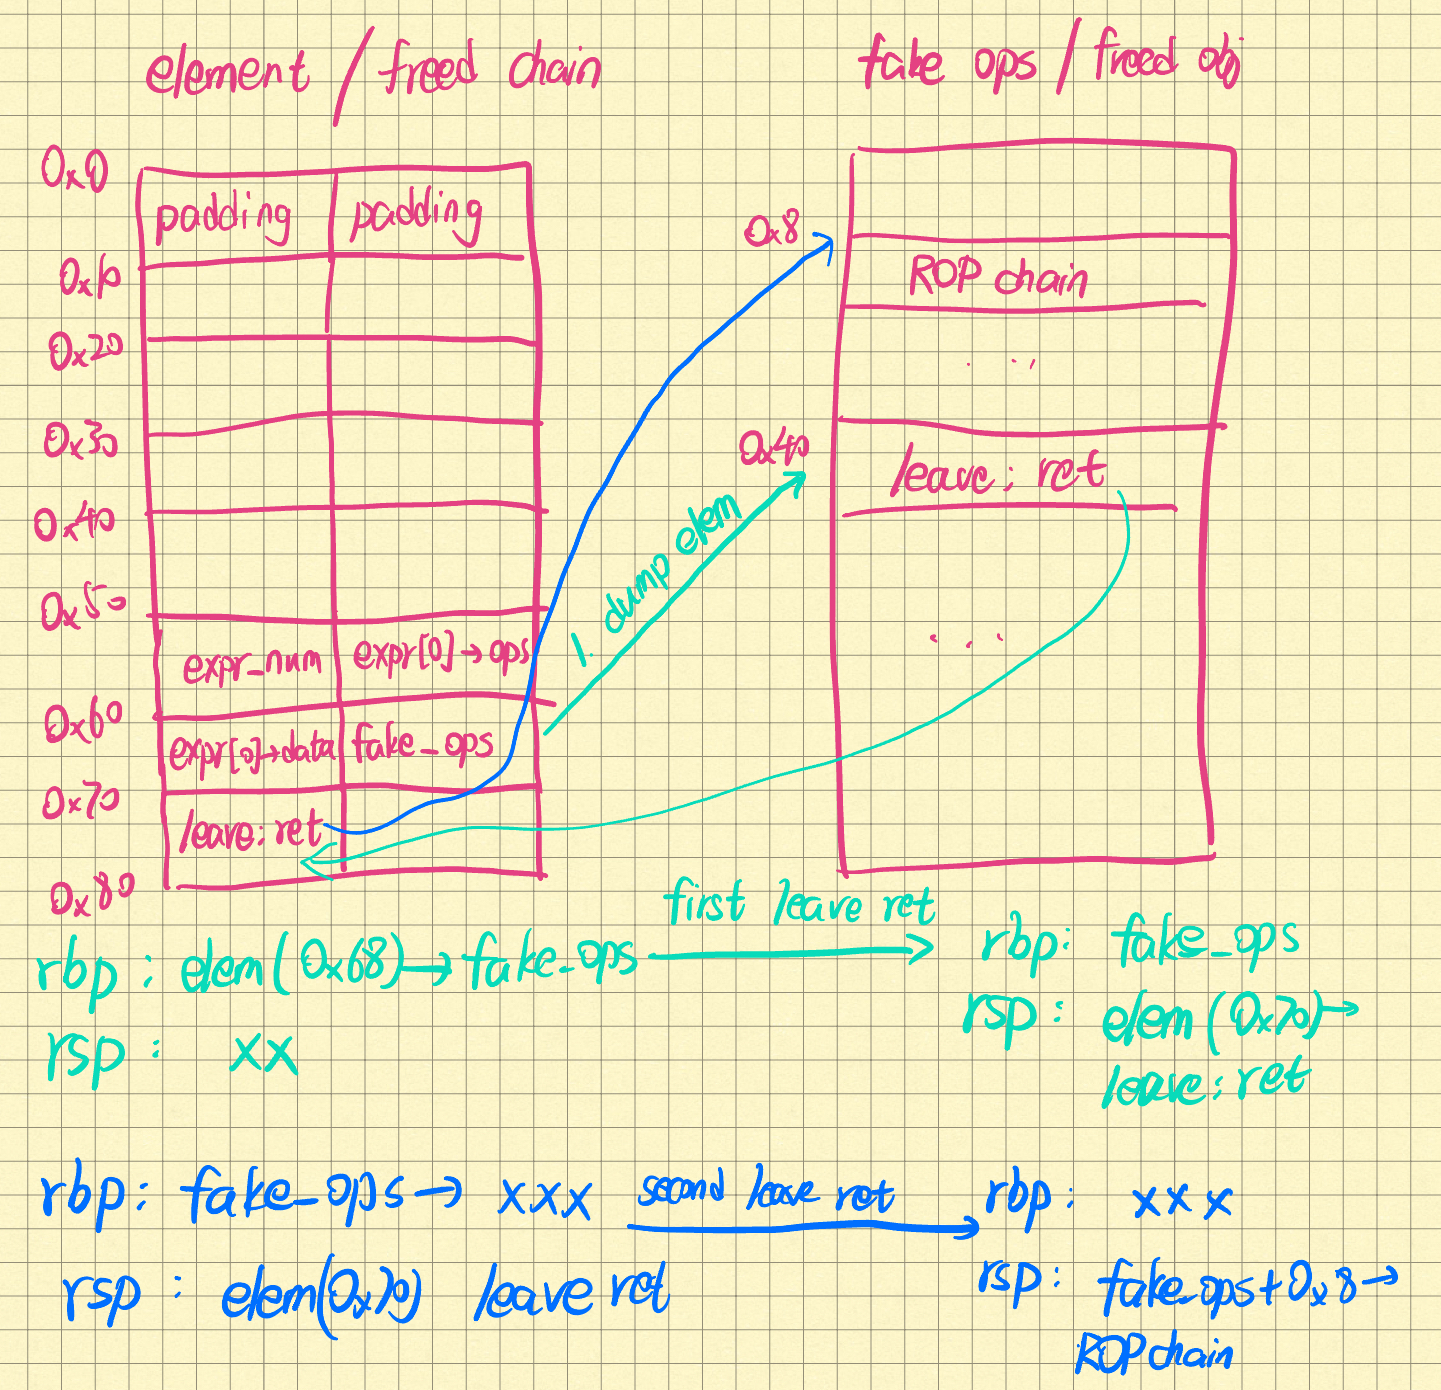 element / freed chain
fake ops / freed obj
0x0
padding padding
0x10
0x20
0x30
0x40
0x50
expr_num expr[0]→ops
0x60
expr[0]→data fake_ops
0x70
leave; ret
0x80
0x8
ROP chain
...
0x40
leave; ret
...
1. dump elem
rbp: elem(0x68)→fake_ops
rsp: xx
first leave ret
rbp: fake_ops
rsp: elem(0x70)→
leave; ret
rbp: fake_ops→ xxx
rsp: elem(0x70) leave ret
second leave ret
rbp: xxx
rsp: fake_ops+0x8→
ROP chain